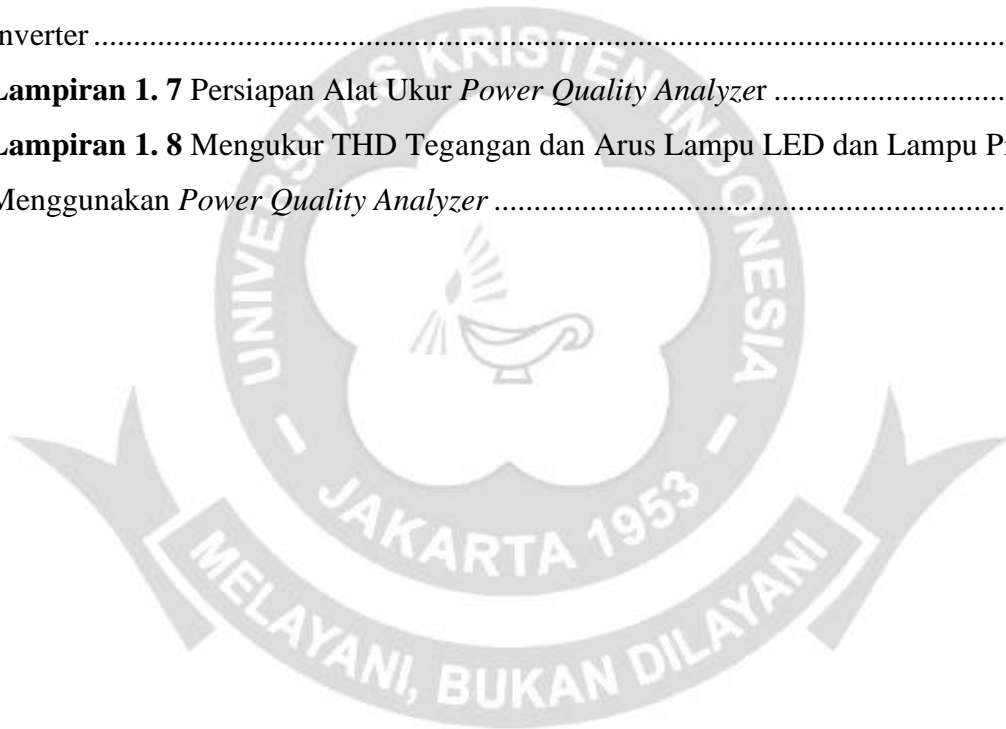 nverter ....................................................................................................
Lampiran 1. 7 Persiapan Alat Ukur Power Quality Analyzer ..............................
Lampiran 1. 8 Mengukur THD Tegangan dan Arus Lampu LED dan Lampu
Menggunakan Power Quality Analyzer ..................................................................
UNIVERSITAS KRISTEN INDONESIA
- JAKARTA 1953 -
MELAYANI, BUKAN DILAYANI